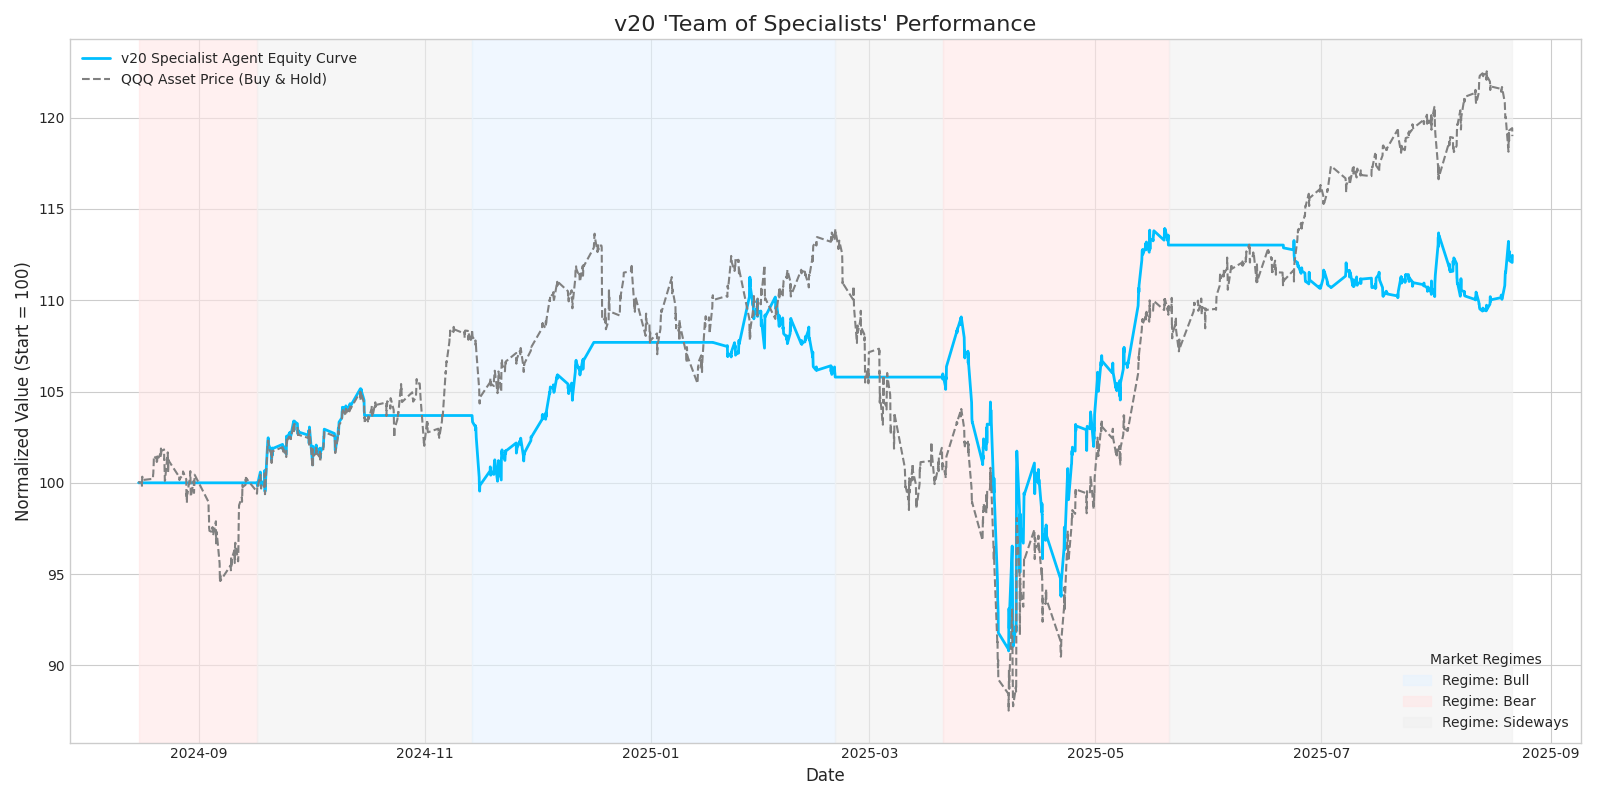 v20 'Team of Specialists' Performance
v20 Specialist Agent Equity Curve
QQQ Asset Price (Buy & Hold)
Normalized Value (Start = 100)
120
115
110
105
100
95
90
Market Regimes
Regime: Bull
Regime: Bear
Regime: Sideways
2024-09 2024-11 2025-01 2025-03 2025-05 2025-07 2025-09
Date